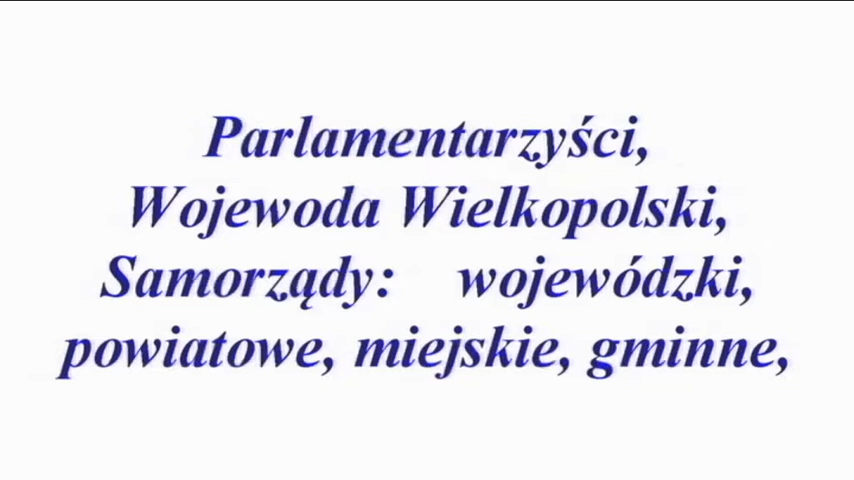 Parlamentarzyści,
Wojewoda Wielkopolski,
Samorządy: wojewódzki,
powiatowe, miejskie, gminne,